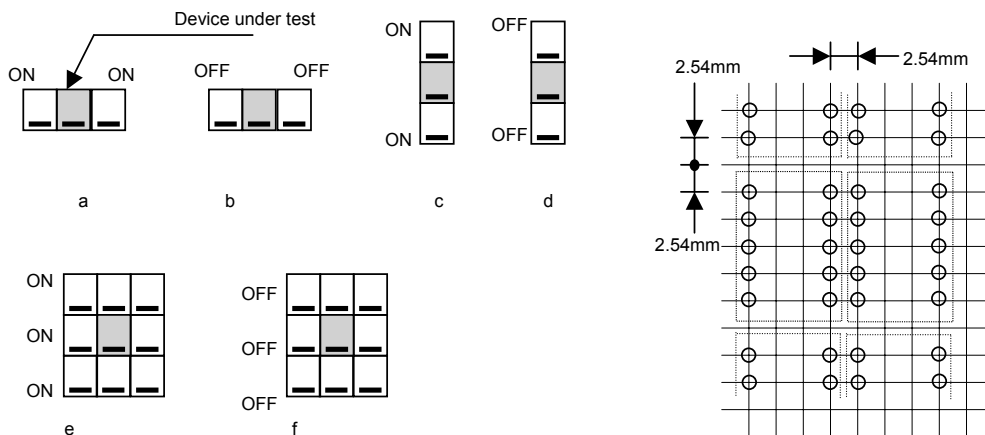 Device under test
ON ON
OFF OFF
ON
OFF
ON
OFF
a
b
c
d
2.54mm
2.54mm
2.54mm
ON
ON
ON
e
OFF
OFF
OFF
f